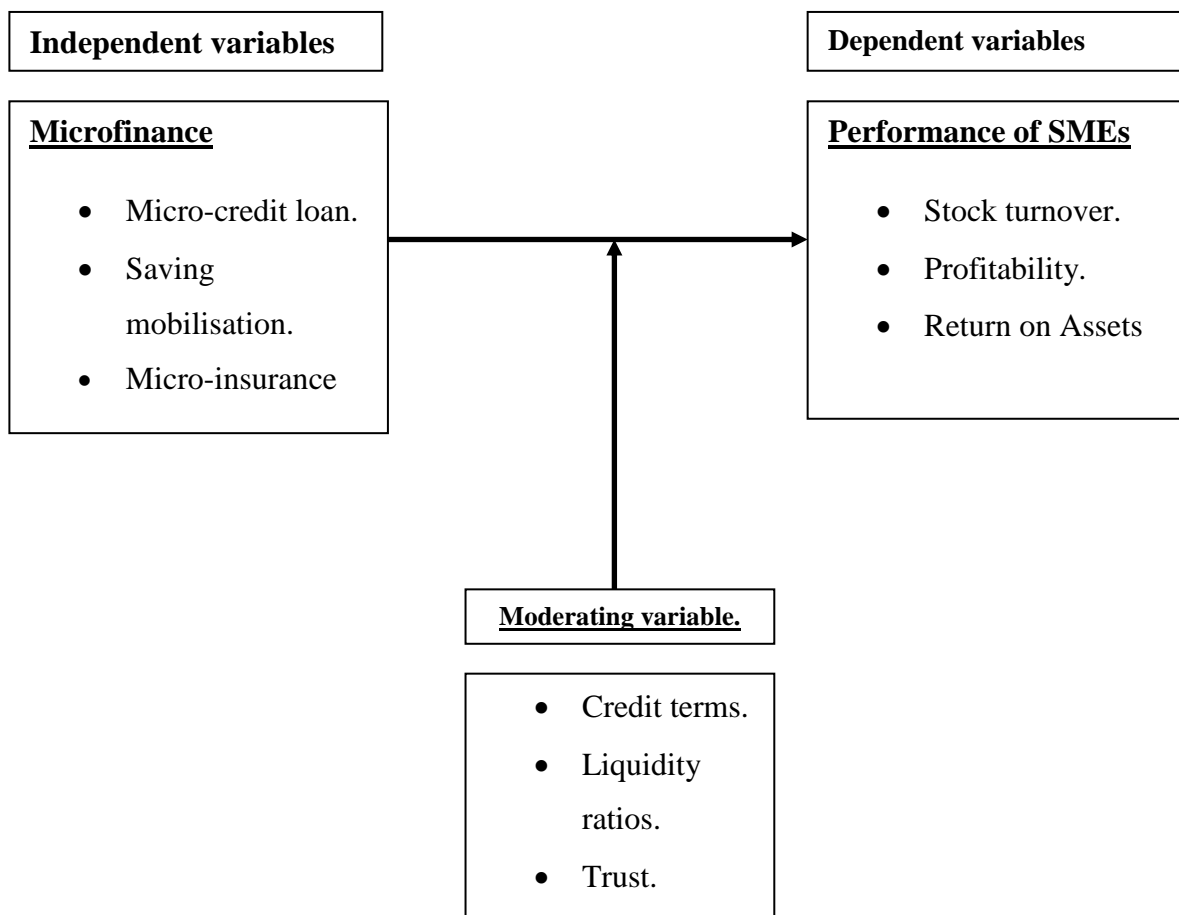 Independent variables
Dependent variables
Microfinance
• Micro-credit loan.
• Saving
mobilisation.
• Micro-insurance
Performance of SMEs
• Stock turnover.
• Profitability.
• Return on Assets
Moderating variable.
• Credit terms.
• Liquidity
ratios.
• Trust.